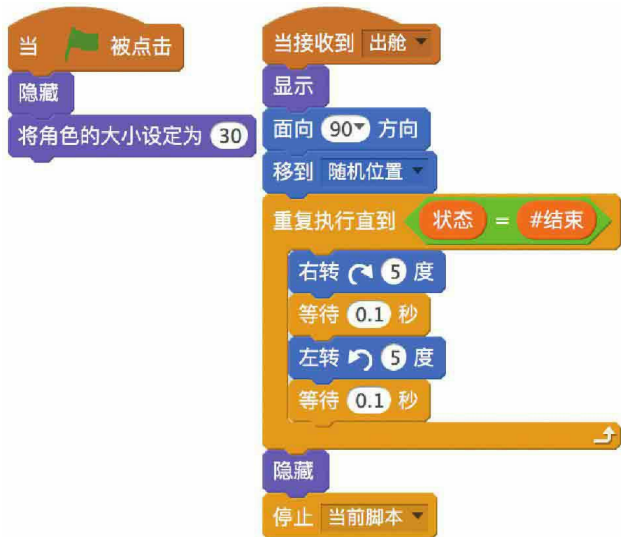 当 被点击
隐藏
将角色的大小设定为 30
当接收到 出舱
显示
面向 90 方向
移到 随机位置
重复执行直到 状态 = #结束
右转 5 度
等待 0.1 秒
左转 5 度
等待 0.1 秒
隐藏
停止 当前脚本